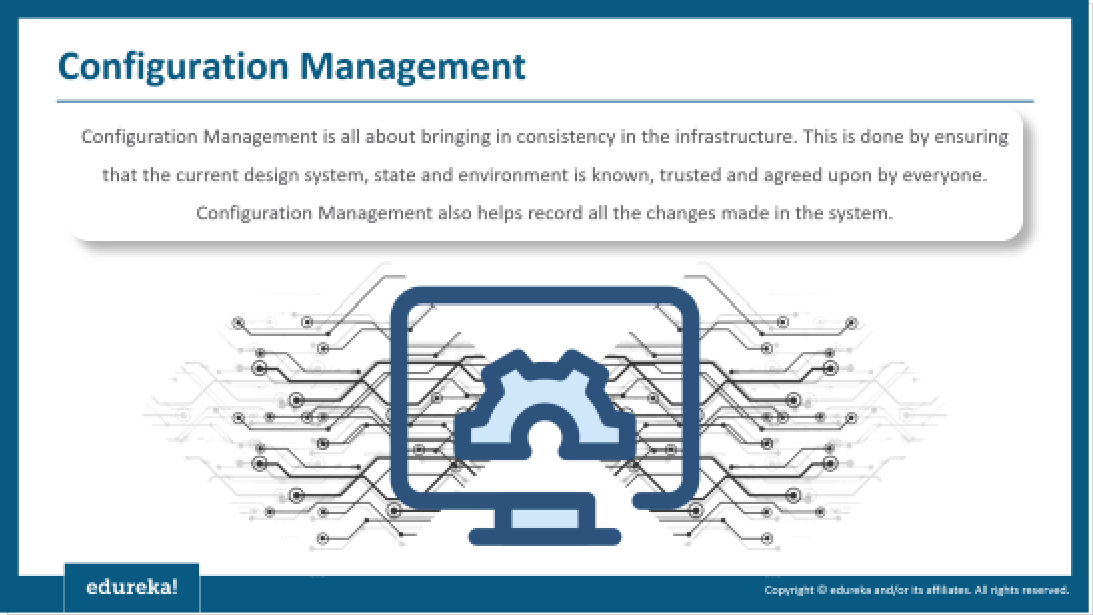 Configuration Management
Configuration Management is all about bringing in consistency in the infrastructure. This is done by ensuring
that the current design system, state and environment is known, trusted and agreed upon by everyone.
Configuration Management also helps record all the changes made in the system.
edureka!
Copyright © edureka and/or its affiliates. All rights reserved.